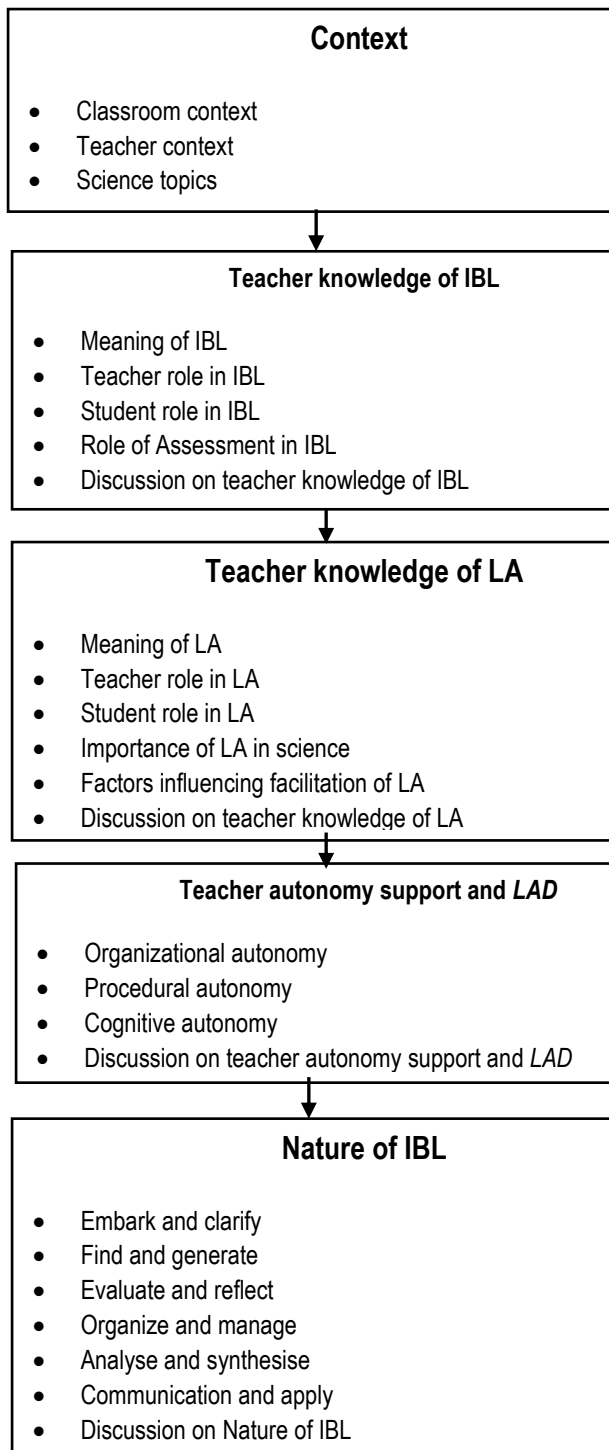 Context
• Classroom context
• Teacher context
• Science topics
Teacher knowledge of IBL
• Meaning of IBL
• Teacher role in IBL
• Student role in IBL
• Role of Assessment in IBL
• Discussion on teacher knowledge of IBL
Teacher knowledge of LA
• Meaning of LA
• Teacher role in LA
• Student role in LA
• Importance of LA in science
• Factors influencing facilitation of LA
• Discussion on teacher knowledge of LA
Teacher autonomy support and LAD
• Organizational autonomy
• Procedural autonomy
• Cognitive autonomy
• Discussion on teacher autonomy support and LAD
Nature of IBL
• Embark and clarify
• Find and generate
• Evaluate and reflect
• Organize and manage
• Analyse and synthesise
• Communication and apply
• Discussion on Nature of IBL